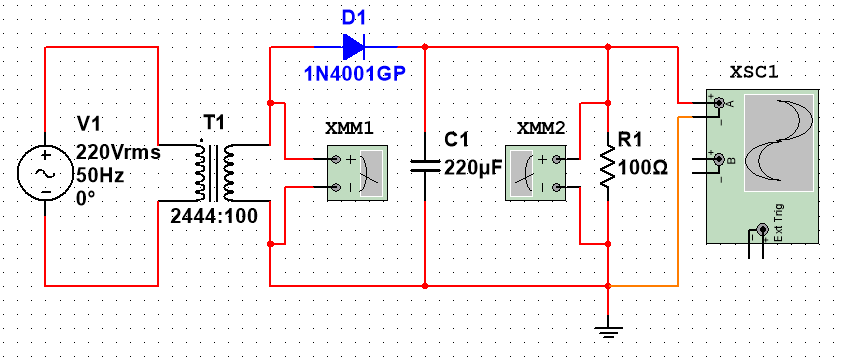 D1
1N4001GP
XSC1
V1
220Vrms
50Hz
0°
T1
2444:100
XMM1
C1
220µF
XMM2
R1
100Ω
A
B
Ext Trig